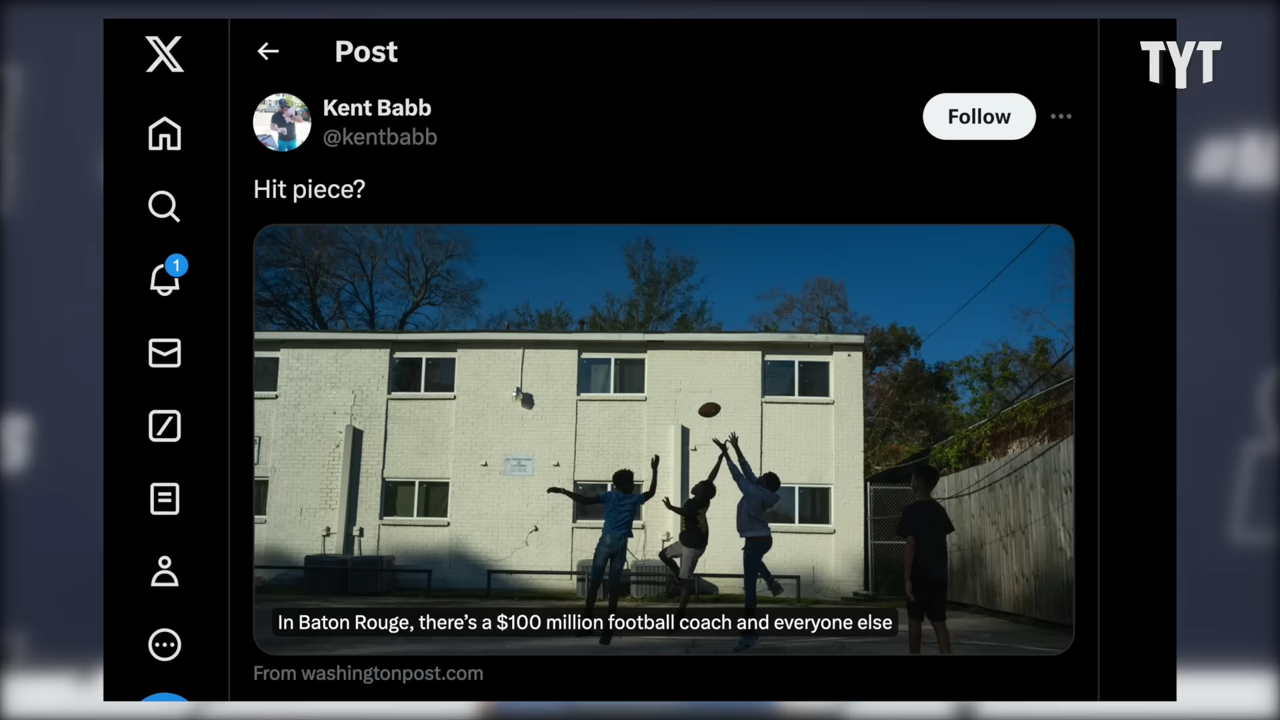 TYT
Post
Kent Babb
@kentbabb
Follow
Hit piece?
1
In Baton Rouge, there's a $100 million football coach and everyone else
From washingtonpost.com